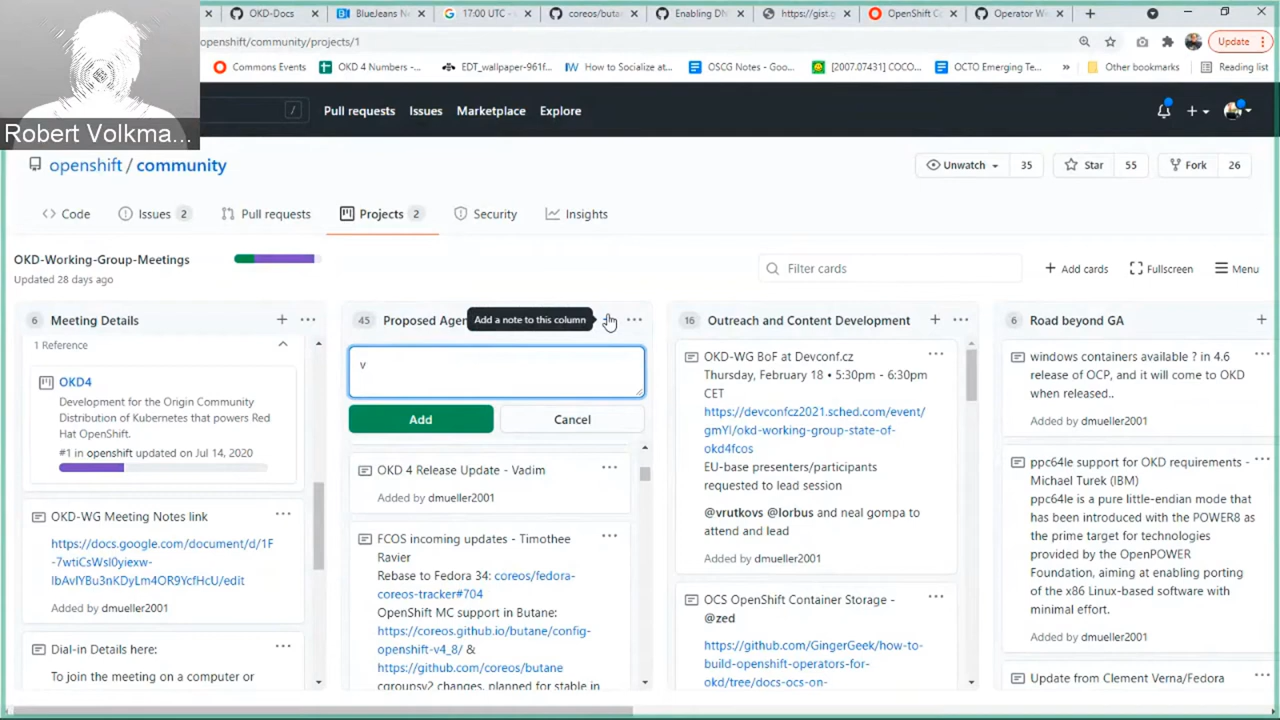 OKD-Docs
BlueJeans N
17:00 UTC -
coreos/buta
Enabling DN
https://gist.g
OpenShift C
Operator W
openshift/community/projects/1
Update
Commons Events
OKD 4 Numbers -...
EDT_wallpaper-961f...
How to Socialize at...
OSCG Notes - Goo...
[2007.07431] COCO...
OCTO Emerging Te...
»
Other bookmarks
Reading list
Robert Volkma...
/
Pull requests
Issues
Marketplace
Explore
openshift / community
Unwatch
35
Star
55
Fork
26
Code
Issues 2
Pull requests
Projects 2
Security
Insights
OKD-Working-Group-Meetings
Updated 28 days ago
Filter cards
Add cards
Fullscreen
Menu
6 Meeting Details
1 Reference
OKD4
Development for the Origin Community
Distribution of Kubernetes that powers Red
Hat OpenShift.
#1 in openshift updated on Jul 14, 2020
OKD-WG Meeting Notes link
https://docs.google.com/document/d/1F
Added by dmueller2001
Dial-in Details here:
To join the meeting on a computer or
45 Proposed Agen
Add a note to this column
v
Add
Cancel
OKD 4 Release Update - Vadim
Added by dmueller2001
FCOS incoming updates - Timothee
Ravier
Rebase to Fedora 34: coreos/fedora-
coreos-tracker#704
OpenShift MC support in Butane:
https://coreos.github.io/butane/config-
openshift-v4_8/ &
https://github.com/coreos/butane
cgroupsv2 changes, planned for stable in
16 Outreach and Content Development
OKD-WG BoF at Devconf.cz
Thursday, February 18 • 5:30pm - 6:30pm
CET
https://devconfcz2021.sched.com/event/
gmYl/okd-working-group-state-of-
okd4fcos
EU-base presenters/participants
requested to lead session
@vrutkovs @lorbus and neal gompa to
attend and lead
Added by dmueller2001
OCS OpenShift Container Storage -
@zed
https://github.com/GingerGeek/how-to-
build-openshift-operators-for-
okd/tree/docs-ocs-on-
6 Road beyond GA
windows containers available ? in 4.6
release of OCP, and it will come to OKD
when released..
Added by dmueller2001
ppc64le support for OKD requirements -
Michael Turek (IBM)
ppc64le is a pure little-endian mode that
has been introduced with the POWER8 as
the prime target for technologies
provided by the OpenPOWER
Foundation, aiming at enabling porting
of the x86 Linux-based software with
minimal effort.
Added by dmueller2001
Update from Clement Verna/Fedora